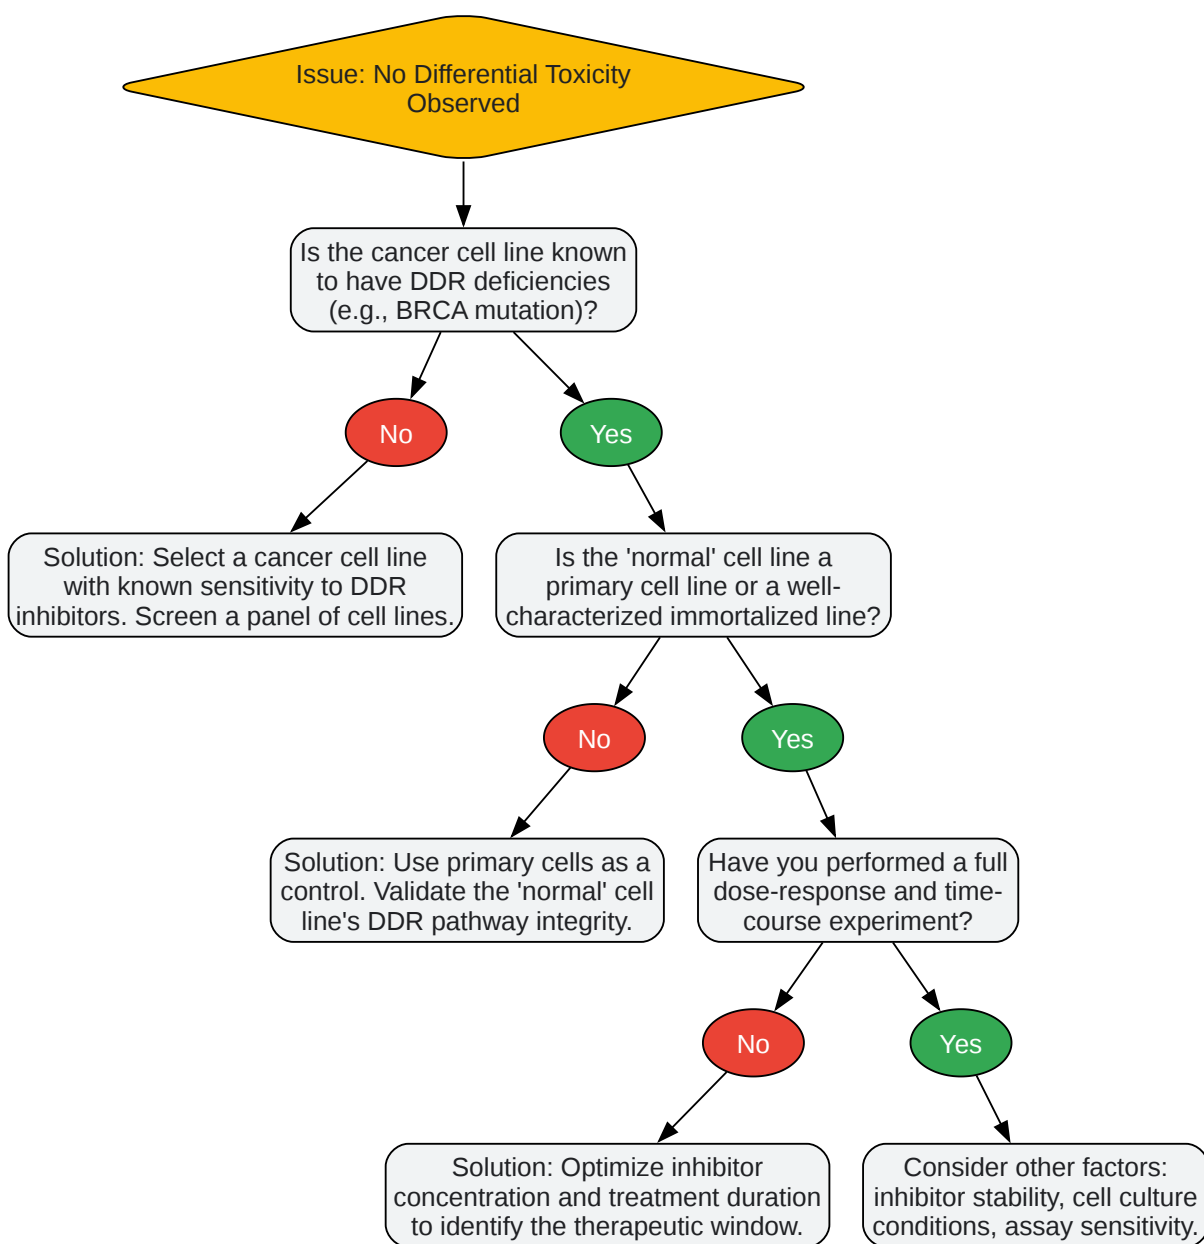 Issue: No Differential Toxicity
Observed
Is the cancer cell line known
to have DDR deficiencies
(e.g., BRCA mutation)?
No
Yes
Solution: Select a cancer cell line
with known sensitivity to DDR
inhibitors. Screen a panel of cell lines.
Is the 'normal' cell line a
primary cell line or a well-
characterized immortalized line?
No
Yes
Solution: Use primary cells as a
control. Validate the 'normal' cell
line's DDR pathway integrity.
Have you performed a full
dose-response and time-
course experiment?
No
Yes
Solution: Optimize inhibitor
concentration and treatment duration
to identify the therapeutic window.
Consider other factors:
inhibitor stability, cell culture
conditions, assay sensitivity.